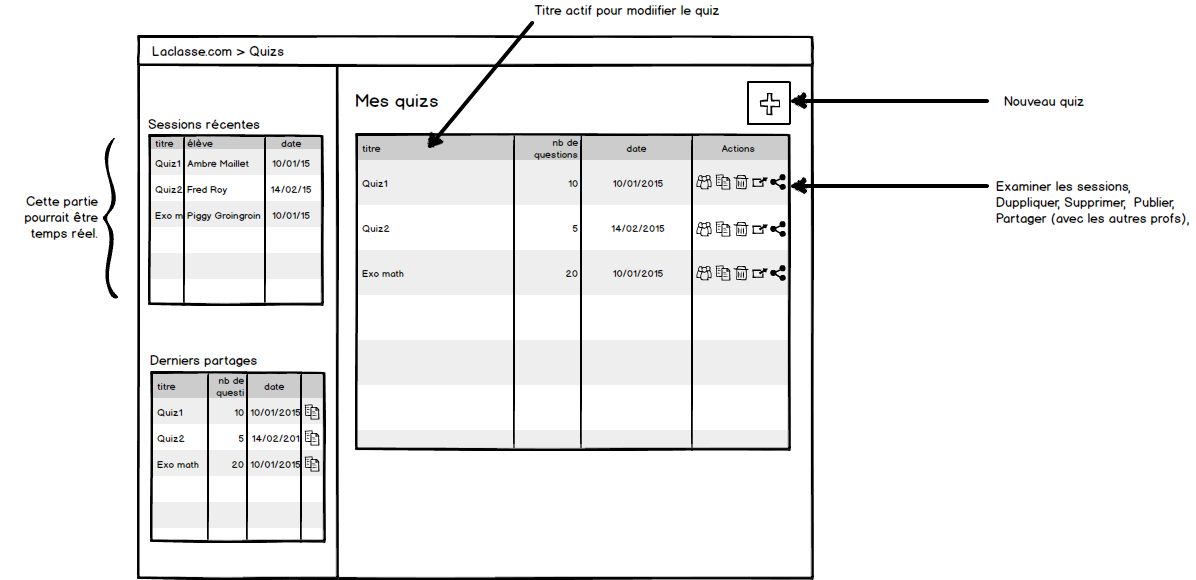 Titre actif pour modiifier le quiz
Laclasse.com > Quizs
Mes quizs
Nouveau quiz
Sessions récentes
titre élève date
Quiz1 Ambre Maillet 10/01/15
Quiz2 Fred Roy 14/02/15
Exo m Piggy Groingroin 10/01/15
Cette partie
pourrait être
temps réel.
titre nb de questions date Actions
Quiz1 10 10/01/2015
Quiz2 5 14/02/2015
Exo math 20 10/01/2015
Examiner les sessions,
Duppliquer, Supprimer, Publier,
Partager (avec les autres profs),
Derniers partages
titre nb de questi date
Quiz1 10 10/01/2015
Quiz2 5 14/02/201
Exo math 20 10/01/2015